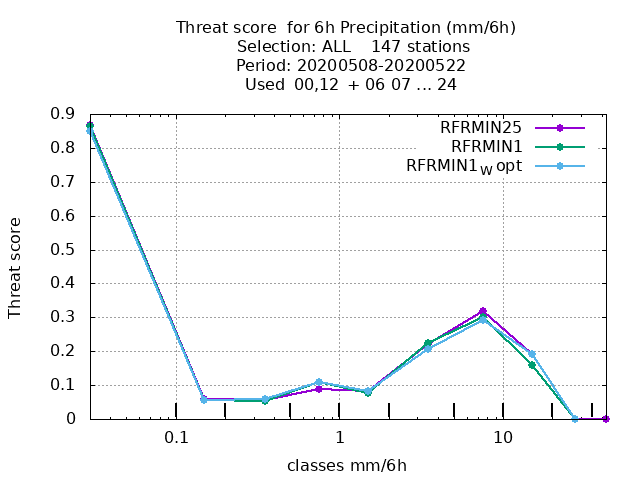 Threat score  for 6h Precipitation (mm/6h)
Selection: ALL    147 stations
Period: 20200508-20200522
Used  00,12  + 06 07 ... 24
RFRMIN25
RFRMIN1
RFRMIN1W opt
Threat score
0.9
0.8
0.7
0.6
0.5
0.4
0.3
0.2
0.1
0
0.1 1 10
classes mm/6h